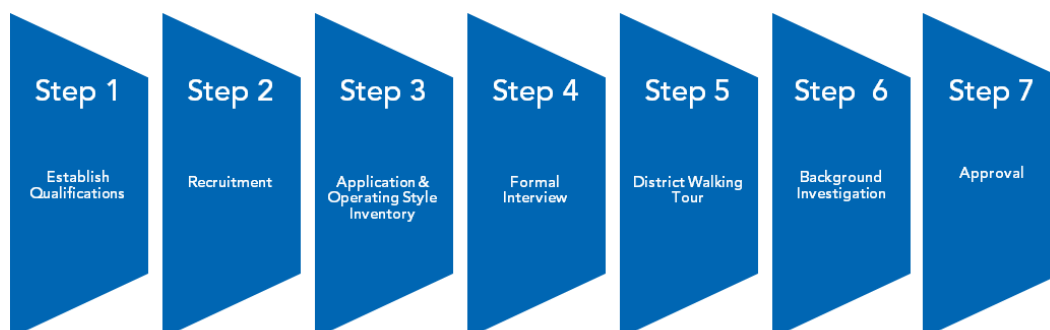 Step 1
Establish
Qualifications
Step 2
Recruitment
Step 3
Application &
Operating Style
Inventory
Step 4
Formal
Interview
Step 5
District Walking
Tour
Step 6
Background
Investigation
Step 7
Approval